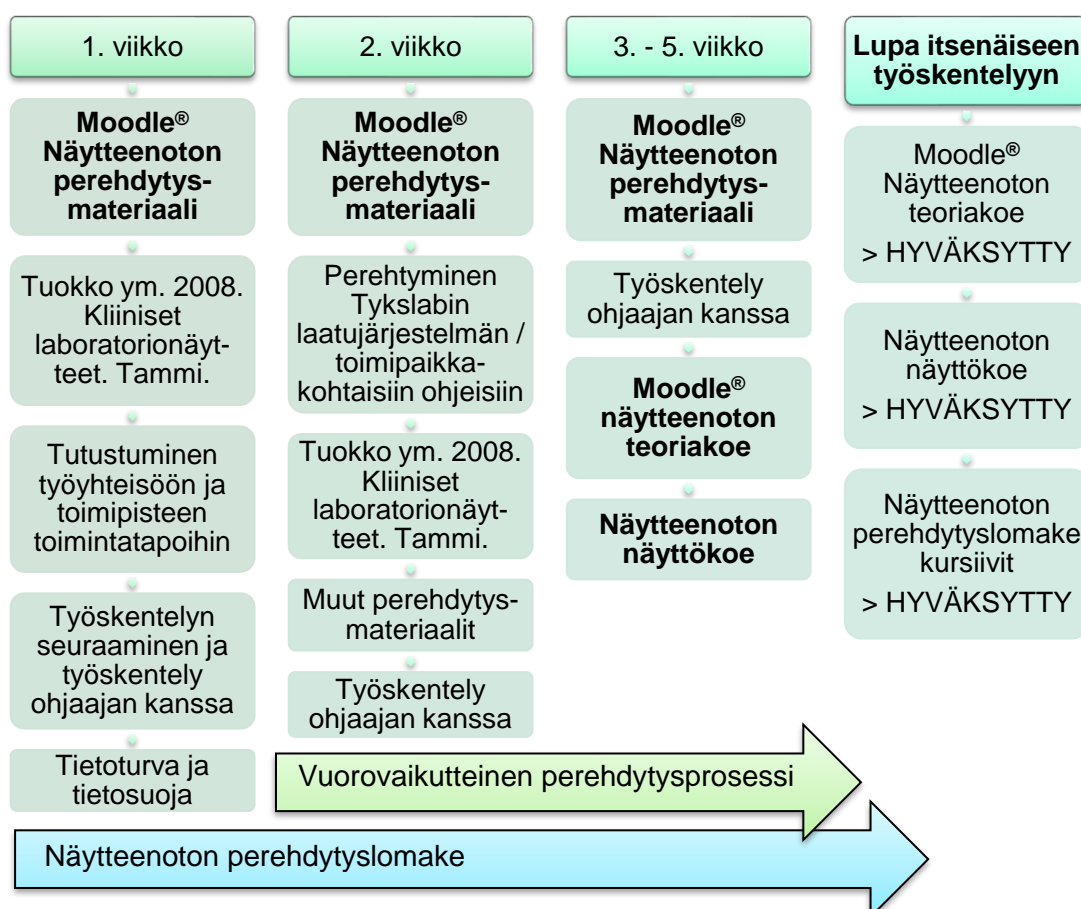 1. viikko
Moodle®
Näytteenoton
perehdytys-
materiaali
Tuokko ym. 2008.
Kliiniset
laboratorionäyt-
teet. Tammi.
Tutustuminen
työyhteisöön ja
toimipisteen
toimintatapoihin
Työskentelyn
seuraaminen ja
työskentely
ohjaajan kanssa
Tietoturva ja
tietosuoja
2. viikko
Moodle®
Näytteenoton
perehdytys-
materiaali
Perehtyminen
Tykslabin
laatujärjestelmän /
toimipaikka-
kohtaisiin ohjeisiin
Tuokko ym. 2008.
Kliiniset
laboratorionäyt-
teet. Tammi.
Muut perehdytys-
materiaalit
Työskentely
ohjaajan kanssa
3. - 5. viikko
Moodle®
Näytteenoton
perehdytys-
materiaali
Työskentely
ohjaajan kanssa
Moodle®
näytteenoton
teoriakoe
Näytteenoton
näyttökoe
Lupa itsenäiseen
työskentelyyn
Moodle®
Näytteenoton
teoriakoe
> HYVÄKSYTTY
Näytteenoton
näyttökoe
> HYVÄKSYTTY
Näytteenoton
perehdytyslomake
kursiivit
> HYVÄKSYTTY
Vuorovaikutteinen perehdytysprosessi
Näytteenoton perehdytyslomake